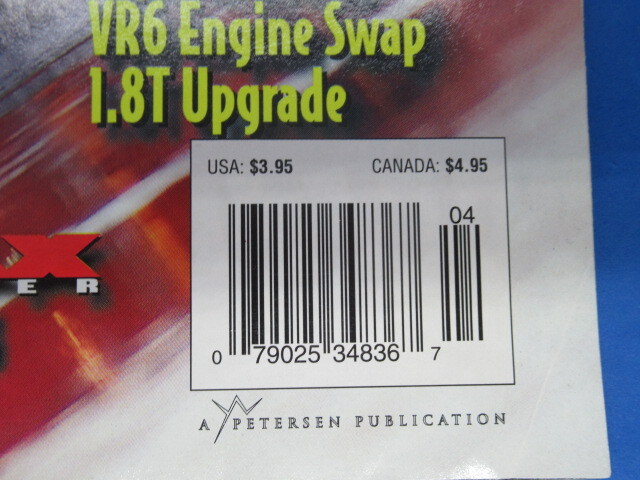 VR6 Engine Swap
1.8T Upgrade
USA: $3.95 CANADA: $4.95
04
X
ER
0 79025 34836 7
A PETERSEN PUBLICATION